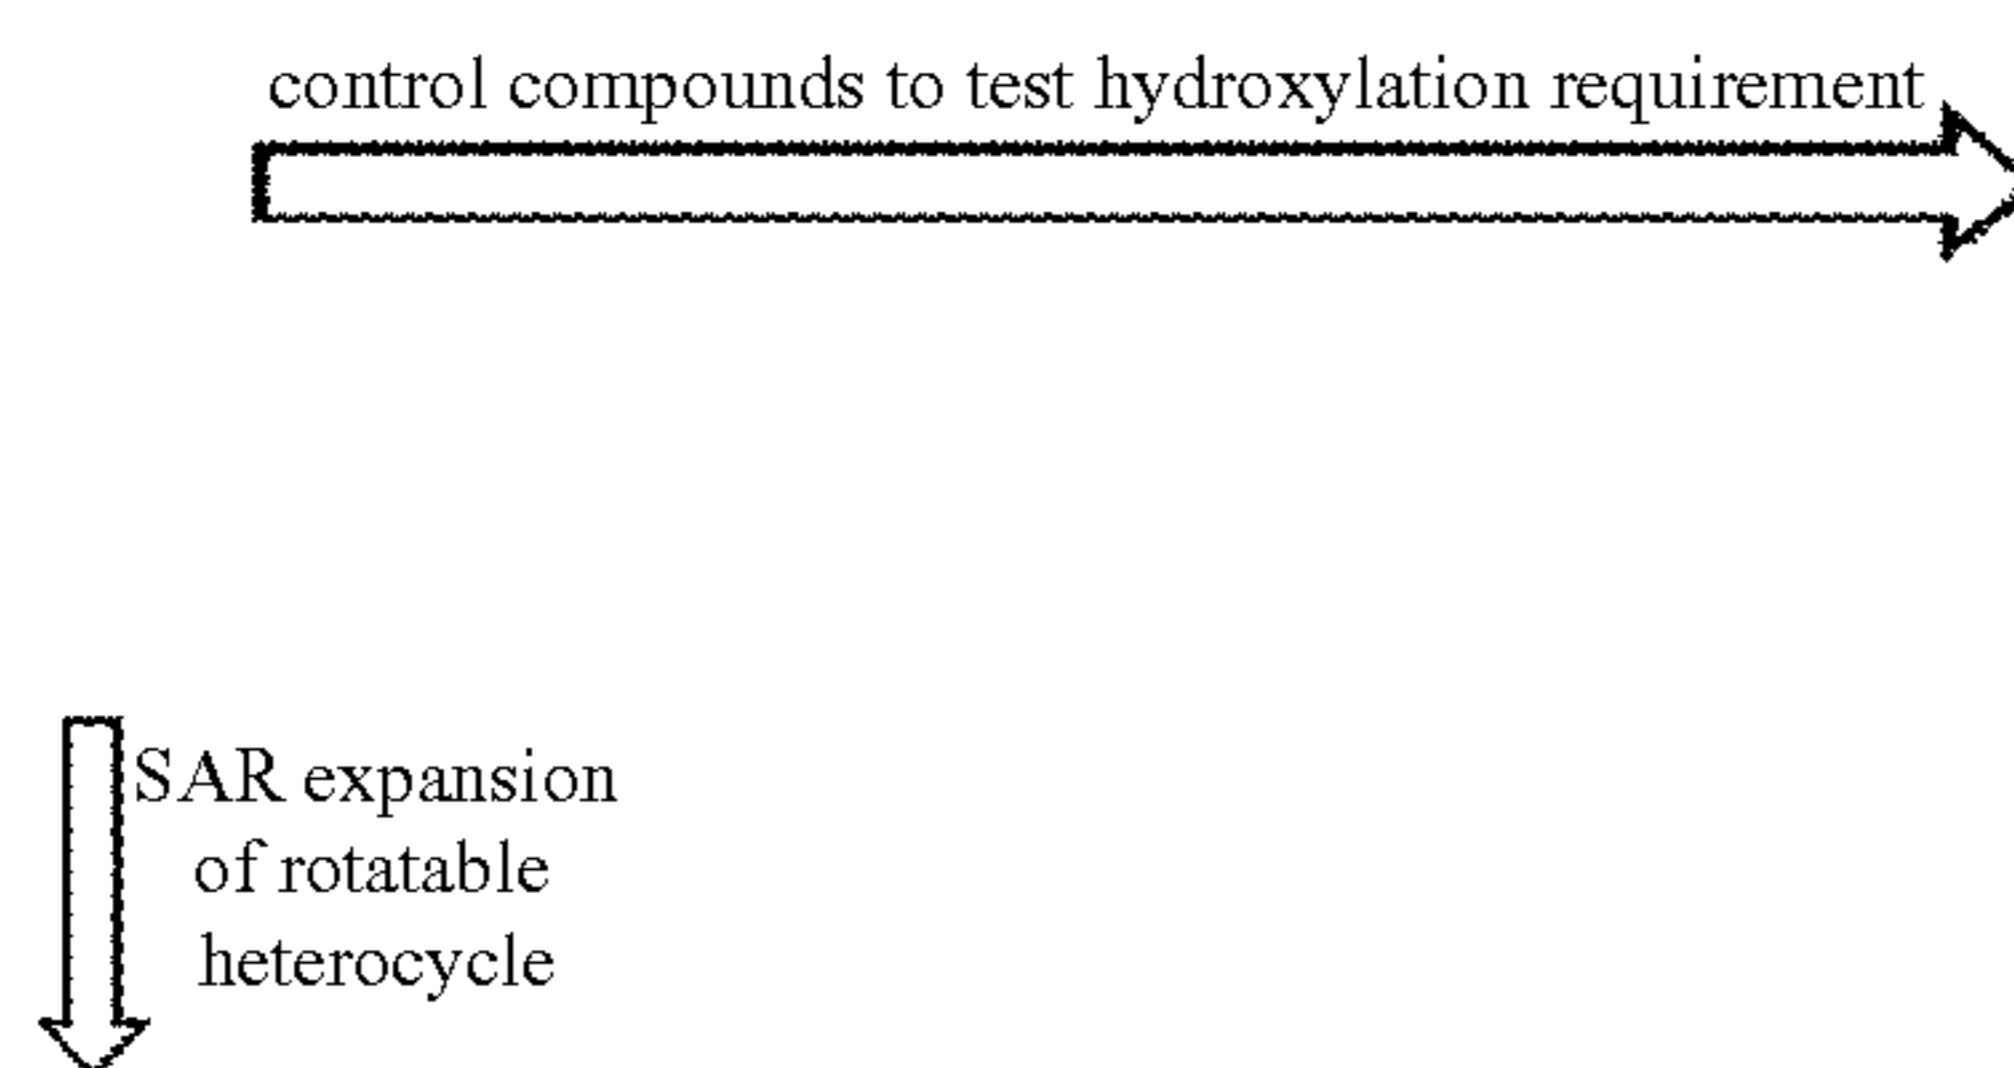 control compounds to test hydroxylation requirement
SAR expansion
of rotatable
heterocycle